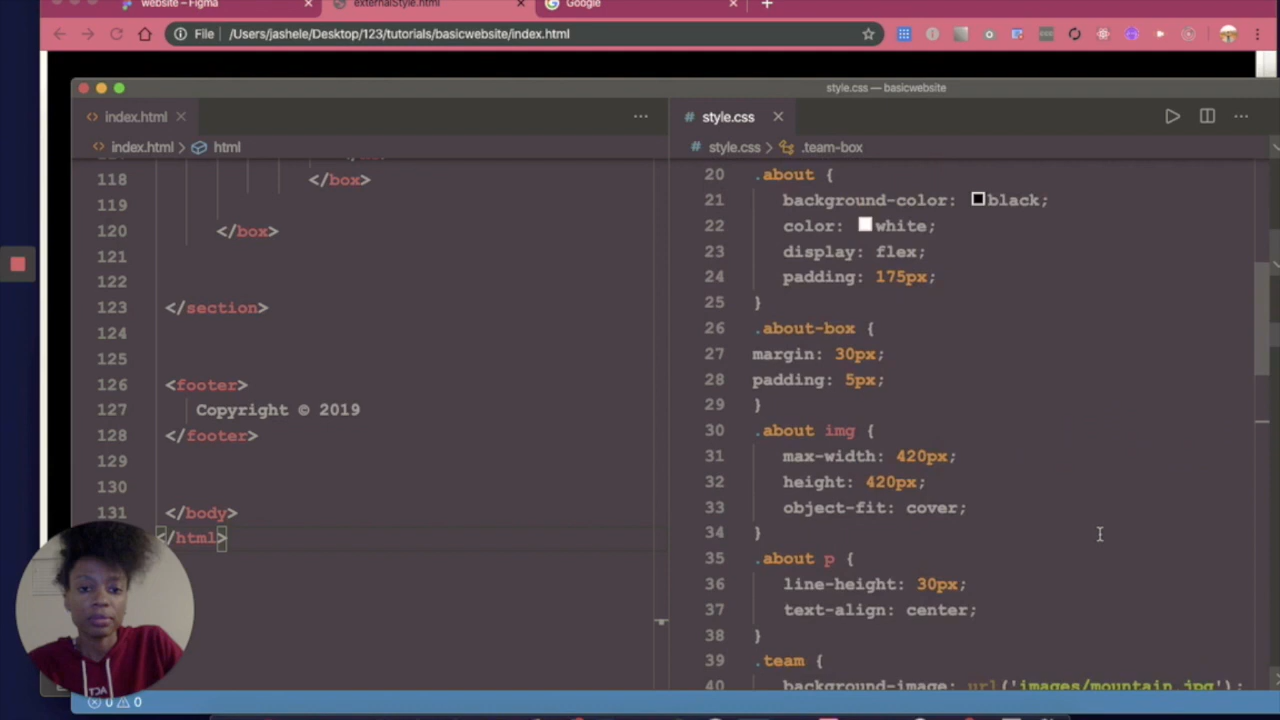 website – Figma
externalStyle.html
Google
File /Users/jashele/Desktop/123/tutorials/basicwebsite/index.html
style.css — basicwebsite
index.html
index.html > html
118 </box>
119
120 </box>
121
122
123 </section>
124
125
126 <footer>
127 Copyright © 2019
128 </footer>
129
130
131 </body>
</html>
# style.css
# style.css > .team-box
20 .about {
21 background-color: black;
22 color: white;
23 display: flex;
24 padding: 175px;
25 }
26 .about-box {
27 margin: 30px;
28 padding: 5px;
29 }
30 .about img {
31 max-width: 420px;
32 height: 420px;
33 object-fit: cover;
34 }
35 .about p {
36 line-height: 30px;
37 text-align: center;
38 }
39 .team {
40 background-image: url('images/mountain.jpg');
0 0